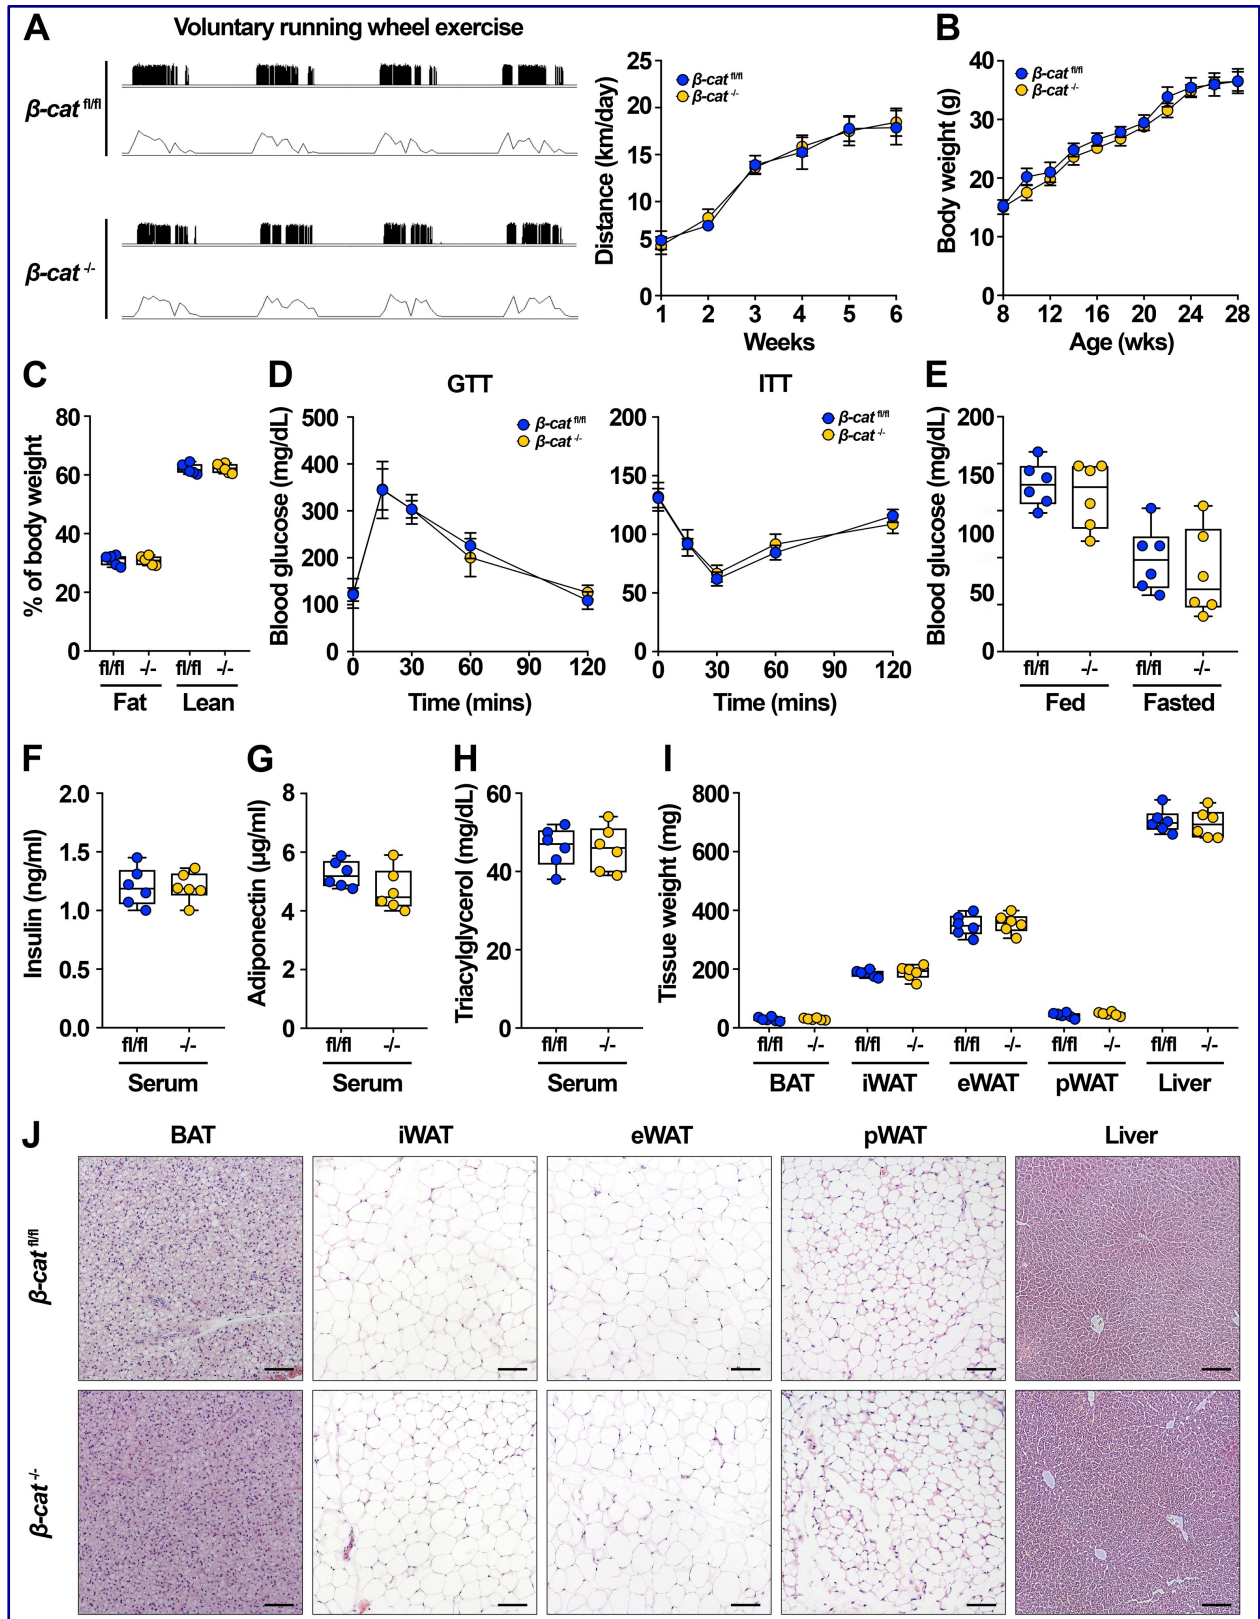 A
Voluntary running wheel exercise
β-cat fl/fl
β-cat -/-
Distance (km/day)
25
20
15
10
5
0
β-cat fl/fl
β-cat -/-
1 2 3 4 5 6
Weeks
B
Body weight (g)
40
30
20
10
0
β-cat fl/fl
β-cat -/-
8 12 16 20 24 28
Age (wks)
C
% of body weight
80
60
40
20
0
fl/fl -/- fl/fl -/-
Fat Lean
D
GTT
Blood glucose (mg/dL)
500
400
300
200
100
0
β-cat fl/fl
β-cat -/-
0 30 60 90 120
Time (mins)
ITT
200
150
100
50
0
β-cat fl/fl
β-cat -/-
0 30 60 90 120
Time (mins)
E
Blood glucose (mg/dL)
200
150
100
50
0
fl/fl -/- fl/fl -/-
Fed Fasted
F
Insulin (ng/ml)
2.0
1.5
1.0
0.5
0.0
fl/fl -/-
Serum
G
Adiponectin (µg/ml)
8
6
4
2
0
fl/fl -/-
Serum
H
Triacylglycerol (mg/dL)
60
40
20
0
fl/fl -/-
Serum
I
Tissue weight (mg)
800
600
400
200
0
fl/fl -/- fl/fl -/- fl/fl -/- fl/fl -/- fl/fl -/-
BAT iWAT eWAT pWAT Liver
J
BAT iWAT eWAT pWAT Liver
β-cat fl/fl
β-cat -/-